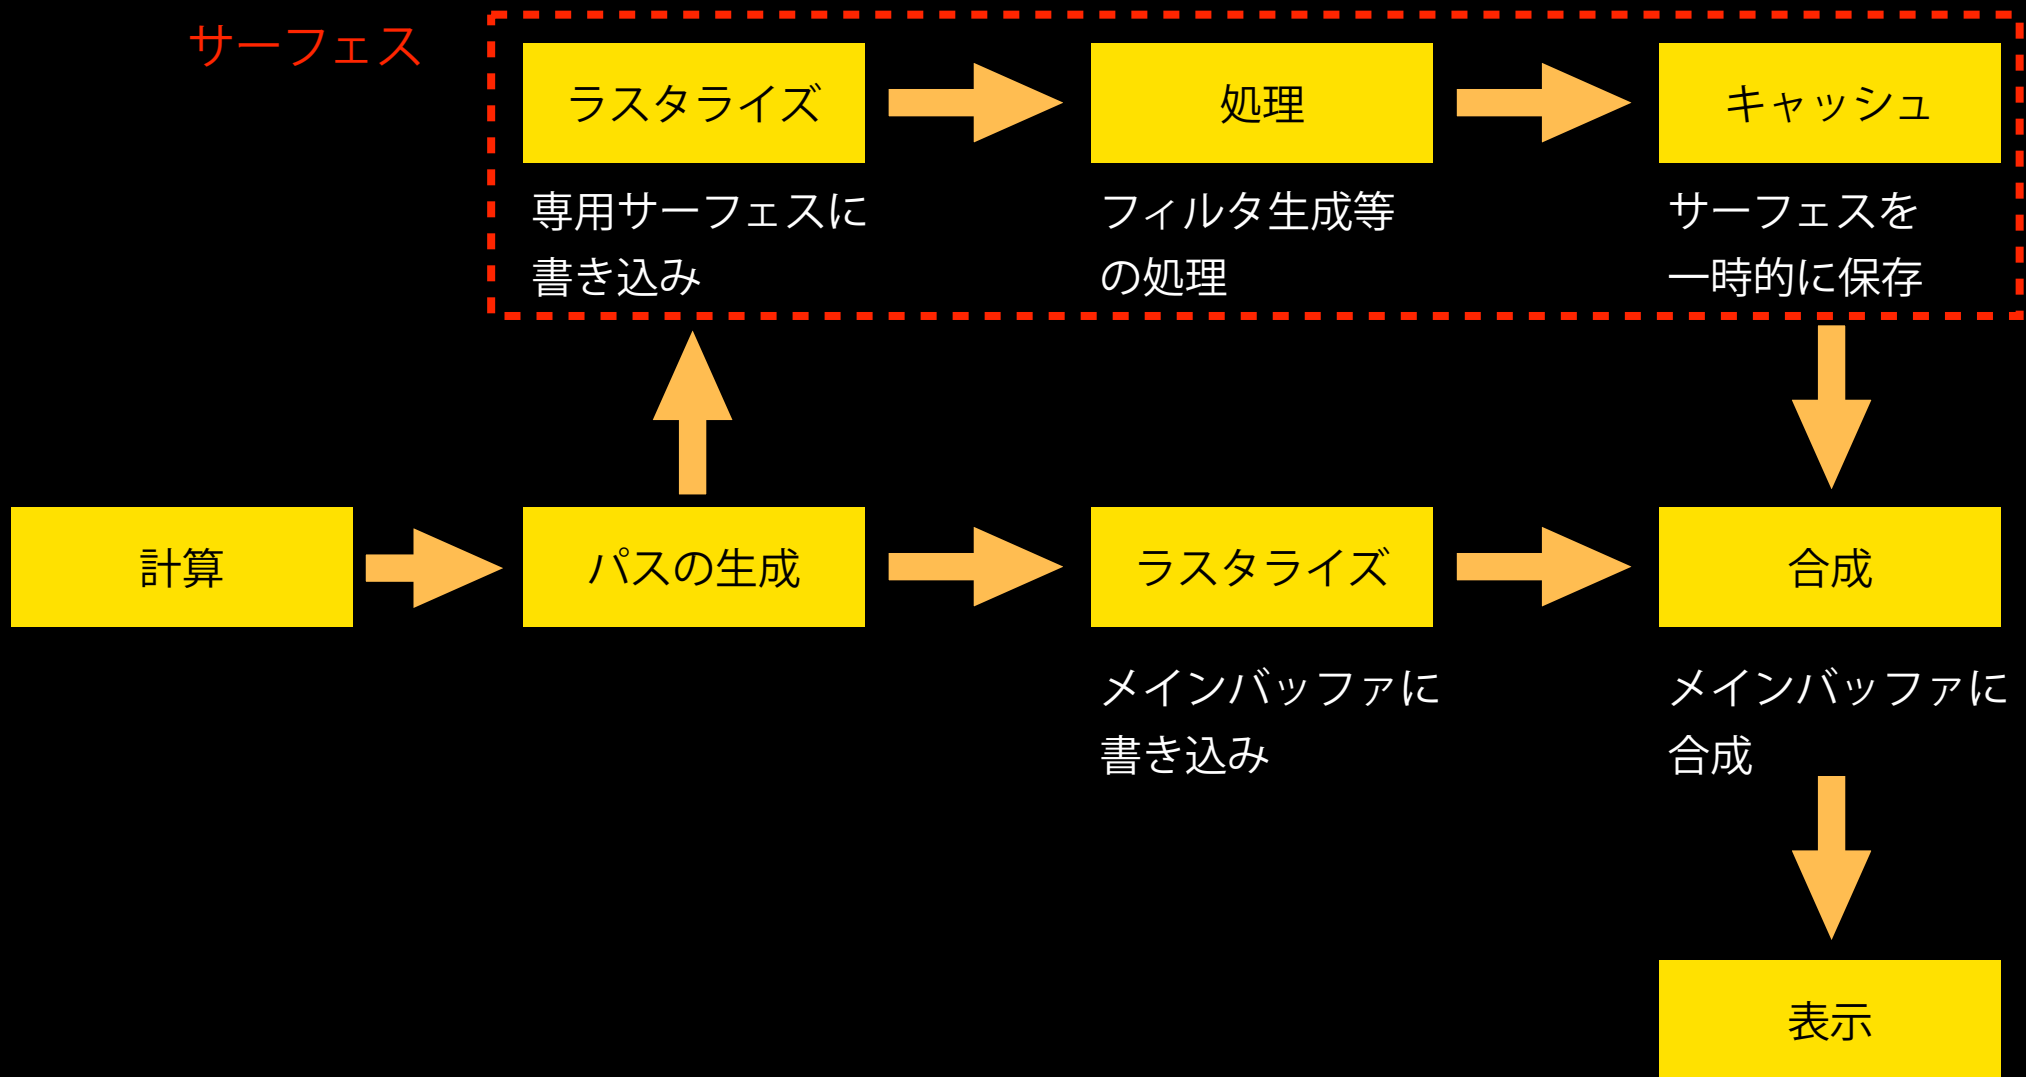 サーフェス
ラスタライズ
処理
キャッシュ
専用サーフェスに
書き込み
フィルタ生成等
の処理
サーフェスを
一時的に保存
計算
パスの生成
ラスタライズ
合成
メインバッファに
書き込み
メインバッファに
合成
表示